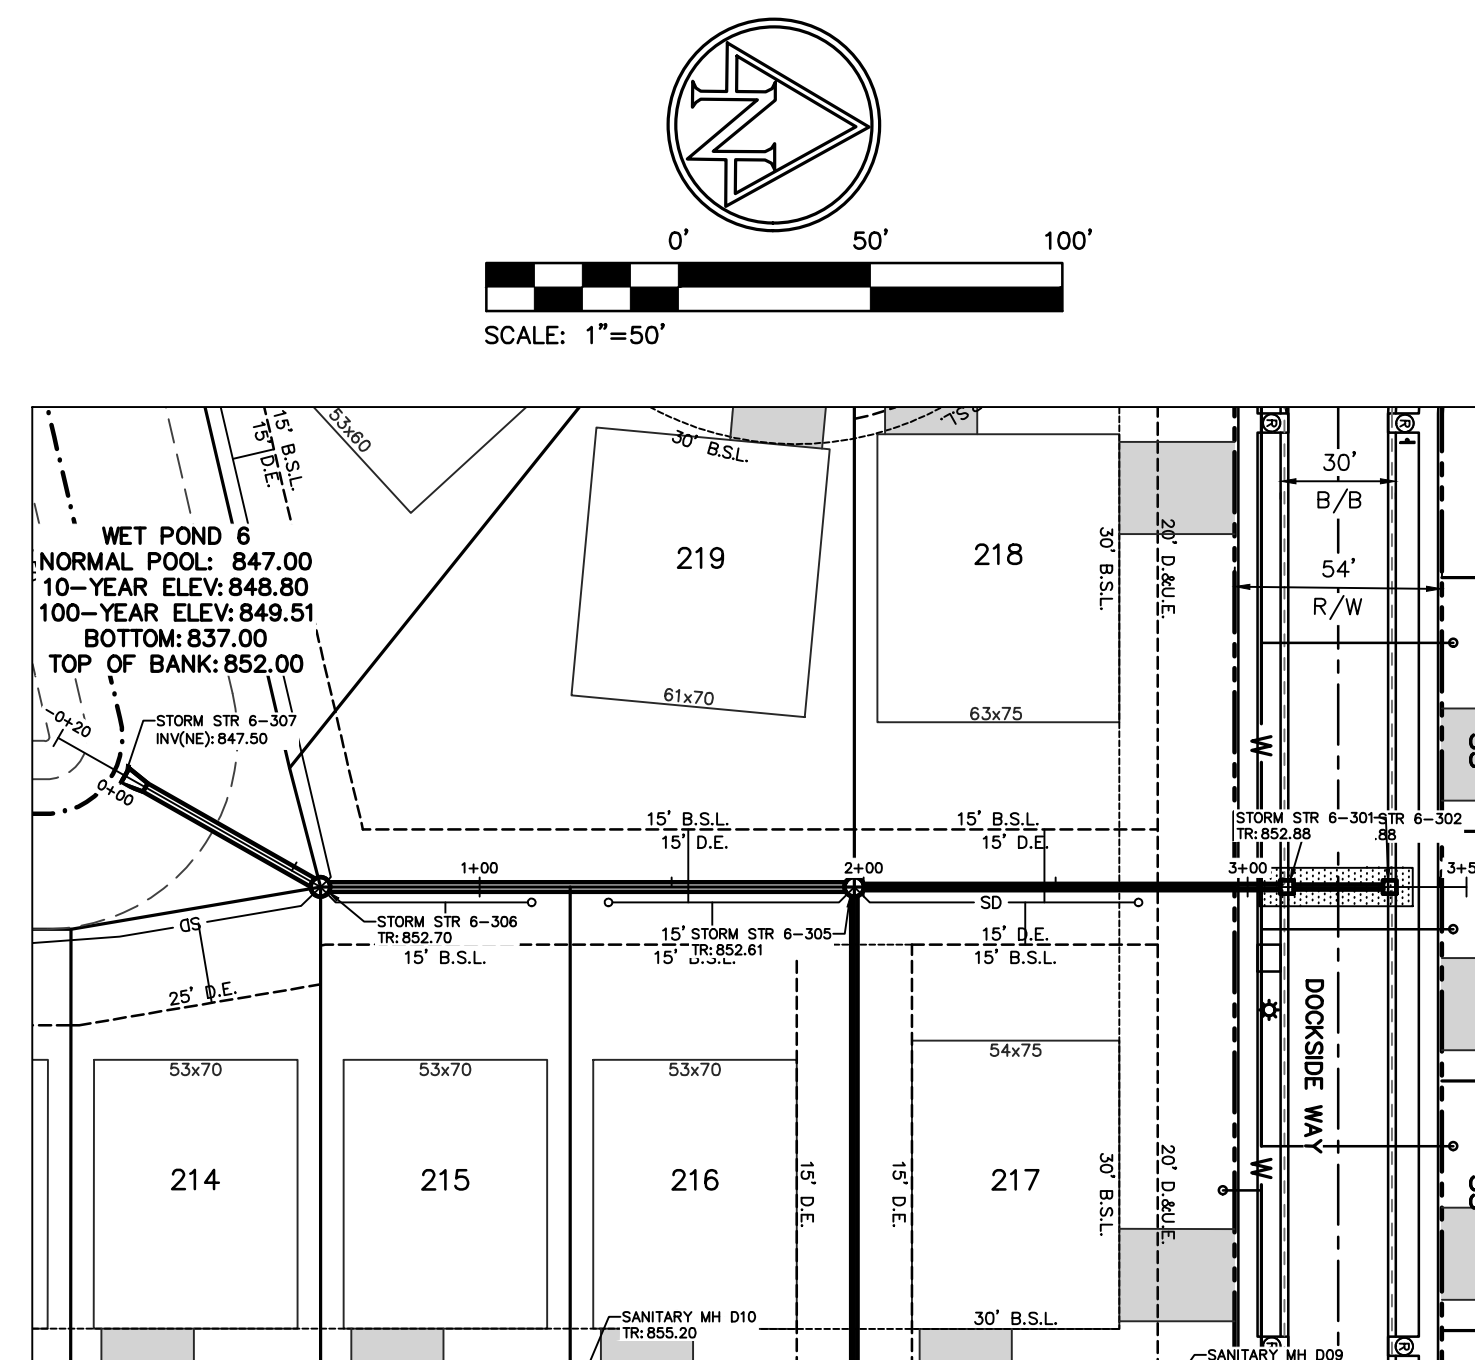 N
0' 50' 100'
SCALE: 1"=50'
53x60
15' B.S.L.
15' D.E.
30' B.S.L.
219
218
61x70
63x75
30' B.S.L.
20' D.&U.E.
R
R
30'
B/B
54'
R/W
WET POND 6
NORMAL POOL: 847.00
10-YEAR ELEV: 848.80
100-YEAR ELEV: 849.51
BOTTOM: 837.00
TOP OF BANK: 852.00
-0+20
STORM STR 6-307
INV(NE): 847.50
0+00
W
15' B.S.L.
15' D.E.
15' B.S.L.
15' D.E.
STORM STR 6-301
TR: 852.88
STR 6-302
.88
1+00
2+00
3+00
SD
STORM STR 6-306
TR: 852.70
15'
STORM STR 6-305
TR: 852.61
SD
15' D.E.
15' B.S.L.
15' B.S.L.
15' B.S.L.
25' D.E.
53x70
53x70
53x70
54x75
214
215
216
217
15' D.E.
15' D.E.
30' B.S.L.
20' D.&U.E.
DOCKSIDE WAY
W
30' B.S.L.
SANITARY MH D10
TR: 855.20
SANITARY MH D09
R